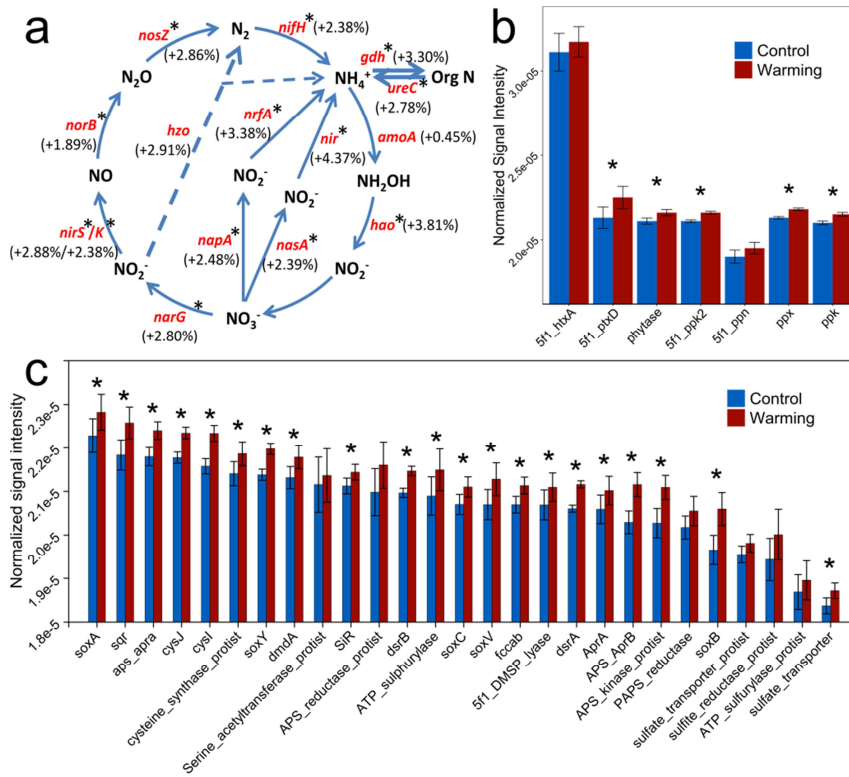 a
nosZ*
(+2.86%)
N2
nifH*
(+2.38%)
gdh*
(+3.30%)
N2O
NH4+
Org N
ureC*
(+2.78%)
norB*
(+1.89%)
hzo
(+2.91%)
nrfA*
(+3.38%)
nir*
(+4.37%)
amoA (+0.45%)
NO
NO2-
NO2-
NH2OH
nirS*/K*
(+2.88%/+2.38%)
napA*
(+2.48%)
nasA*
(+2.39%)
hao*
(+3.81%)
NO2-
NO2-
narG*
(+2.80%)
NO3-
b
Control
Warming
Normalized Signal Intensity
3.0e-05
2.5e-05
2.0e-05
* * * * *
5f1_htxA
5f1_ptxD
phytase
5f1_ppk2
5f1_ppn
ppx
ppk
c
Control
Warming
Normalized signal intensity
2.3e-5
2.2e-5
2.1e-5
2.0e-5
1.9e-5
1.8e-5
* * * * * * * * * * * * * * * * * * * * *
soxA
sqr
aps_apra
cysJ
cysI
cysteine_synthase_protist
soxY
dmdA
Serine_acetyltransferase_protist
SiR
APS_reductase_protist
dsrB
ATP_sulphurylase
soxC
soxV
fccab
5f1_DMSP_lyase
dsrA
AprA
APS_AprB
APS_kinase_protist
PAPS_reductase
soxB
sulfate_transporter_protist
sulfite_reductase_protist
ATP_sulfurylase_protist
sulfate_transporter